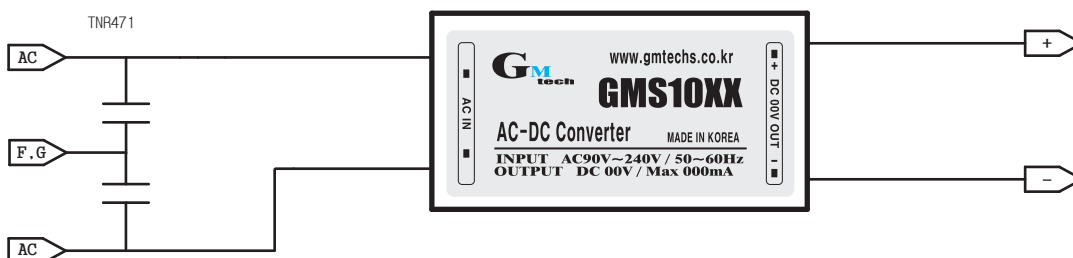 TNR471
AC
F,G
AC
AC IN
GM tech
www.gmtechs.co.kr
GMS10XX
AC-DC Converter MADE IN KOREA
INPUT AC90V~240V / 50~60Hz
OUTPUT DC 00V / Max 000mA
+ DC 00V OUT -
+
-